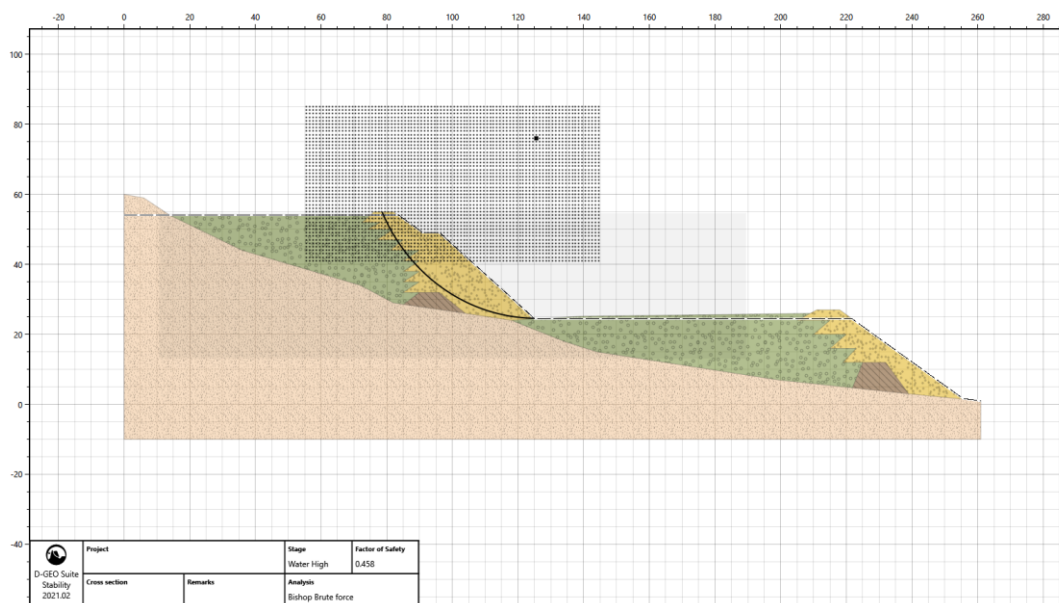 -20 0 20 40 60 80 100 120 140 160 180 200 220 240 260 280
100
80
60
40
20
0
-20
-40
Project
Stage
Factor of Safety
Water High
0.458
D-GEO Suite
Stability
2021.02
Cross section
Remarks
Analysis
Bishop Brute force